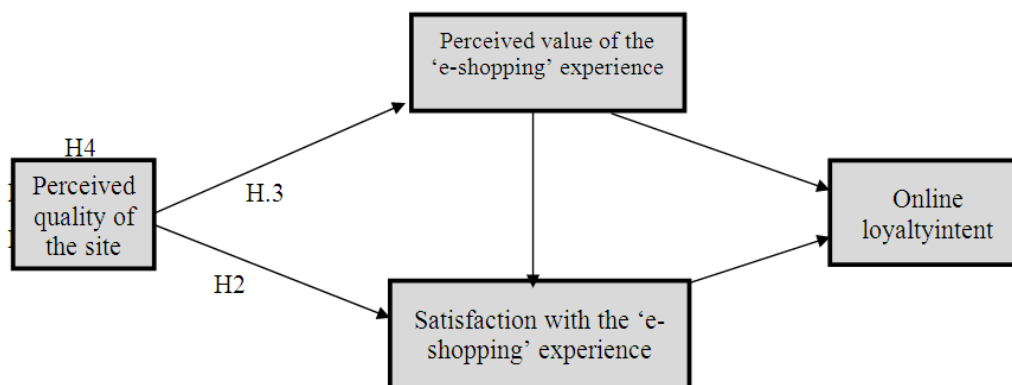 Perceived value of the
‘e-shopping’ experience
H4
Perceived
quality of
the site
H.3
Online
loyaltyintent
H2
Satisfaction with the ‘e-
shopping’ experience